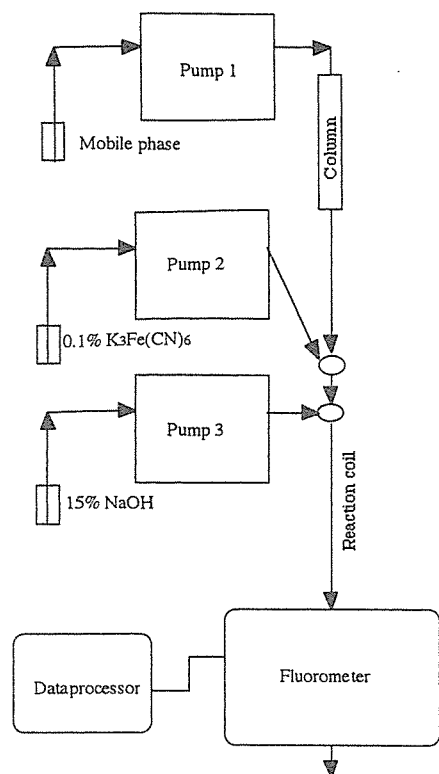 Pump 1
Mobile phase
Column
Pump 2
0.1% K3Fe(CN)6
Pump 3
15% NaOH
Reaction coil
Fluorometer
Dataprocessor